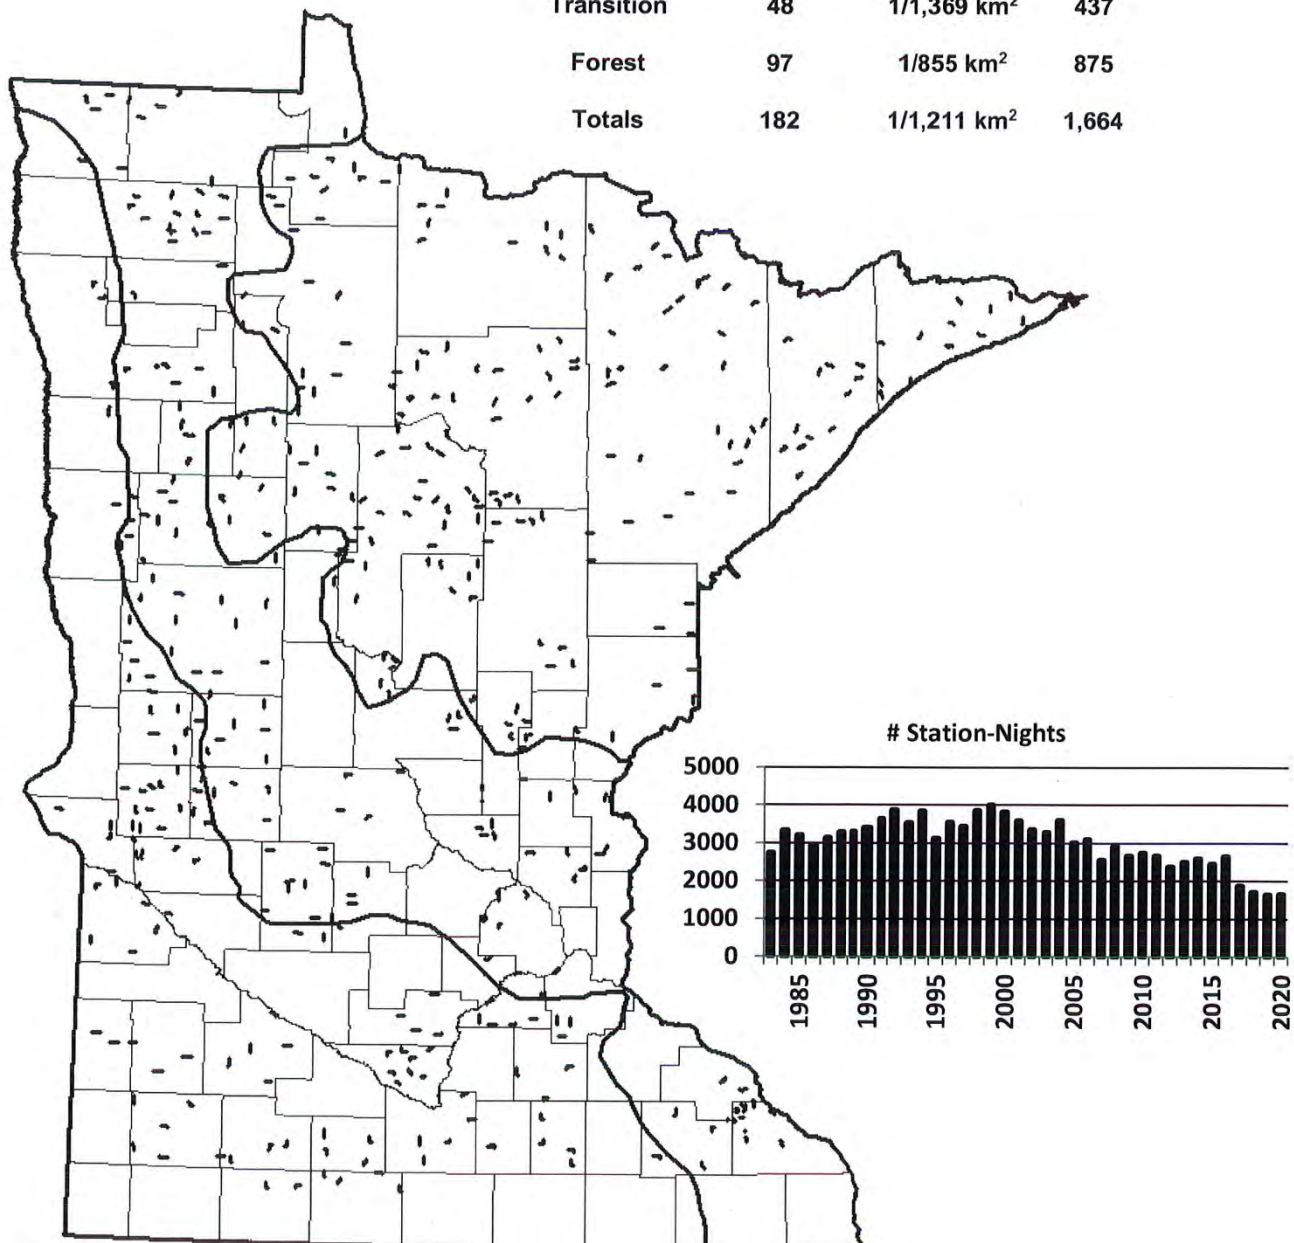 Transition 48 1/1,369 km² 437
Forest 97 1/855 km² 875
Totals 182 1/1,211 km² 1,664
# Station-Nights
5000
4000
3000
2000
1000
0
1985 1990 1995 2000 2005 2010 2015 2020